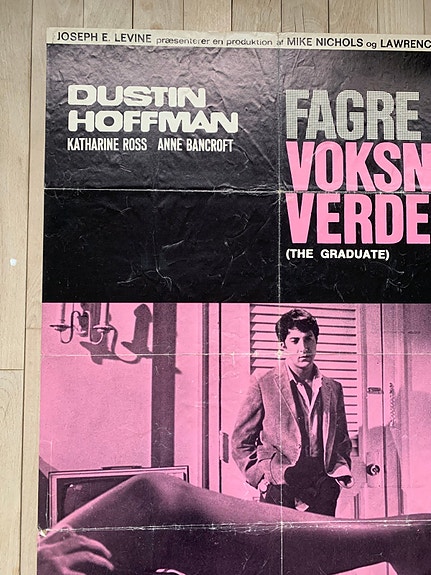 JOSEPH E. LEVINE præsenterer en produktion af MIKE NICHOLS og LAWRENC
DUSTIN
HOFFMAN
KATHARINE ROSS ANNE BANCROFT
FAGRE
VOKSN
VERDE
(THE GRADUATE)